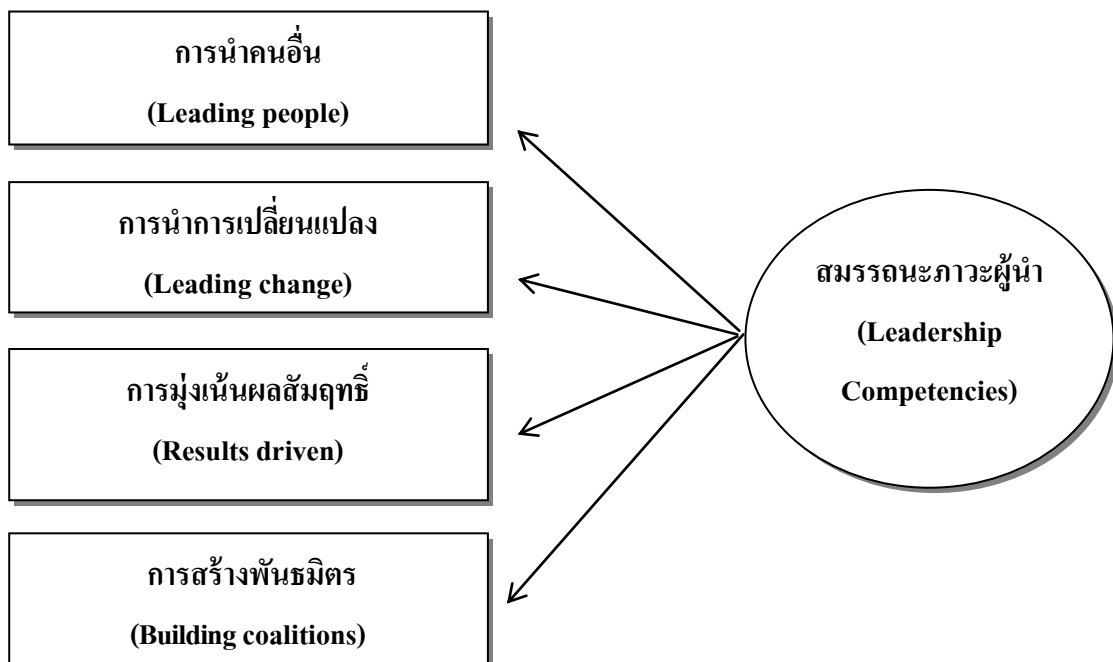 การนำคนอื่น
(Leading people)
การนำการเปลี่ยนแปลง
(Leading change)
การมุ่งเน้นผลสัมฤทธิ์
(Results driven)
การสร้างพันธมิตร
(Building coalitions)
สมรรถนะภาวะผู้นำ
(Leadership
Competencies)